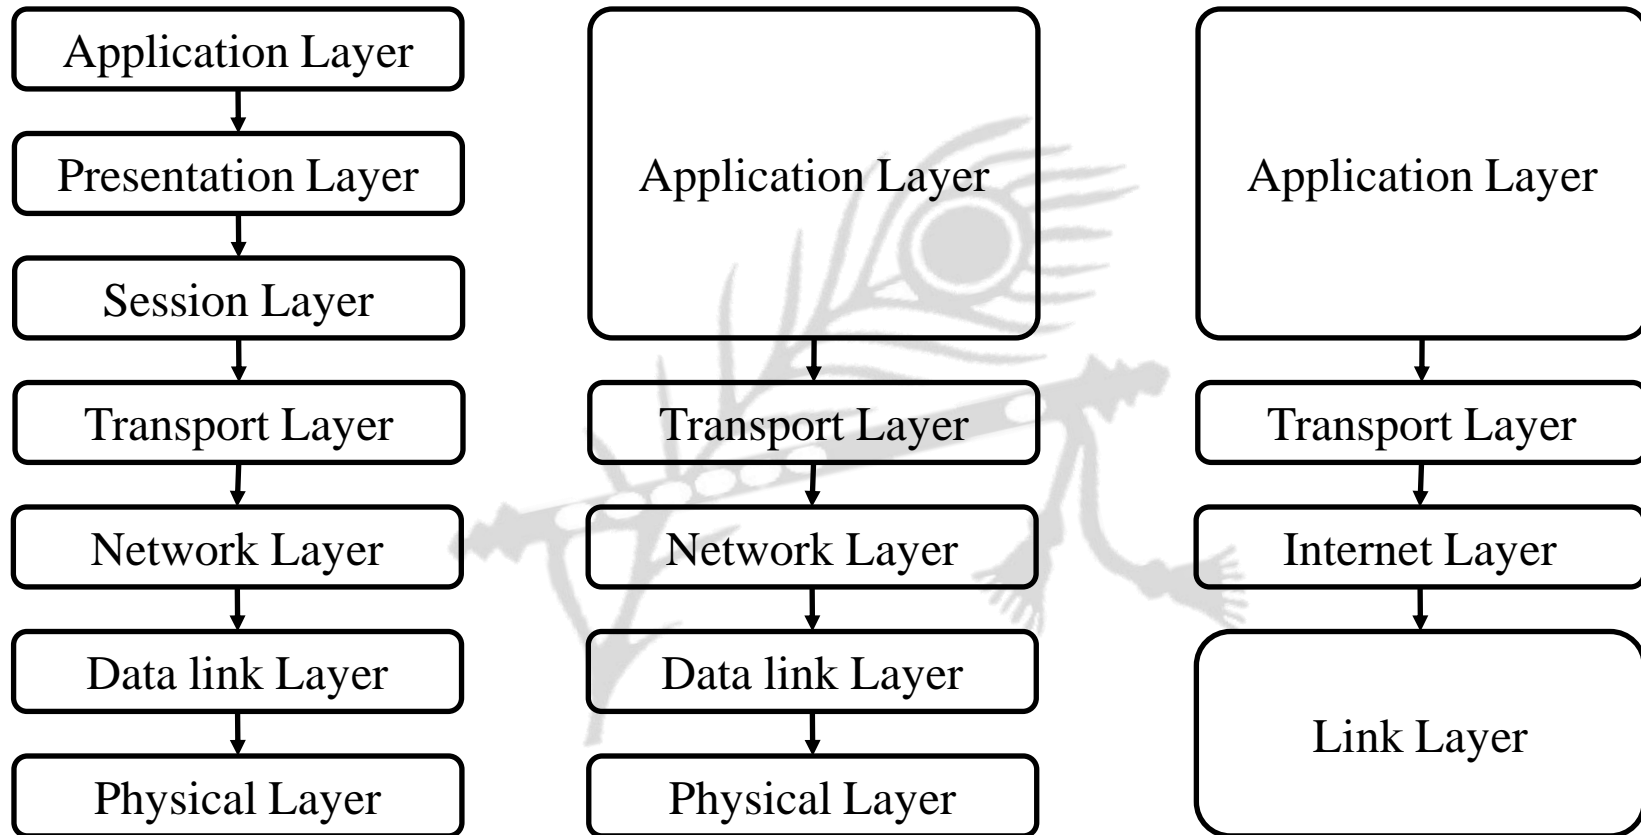 Application Layer
Presentation Layer
Session Layer
Transport Layer
Network Layer
Data link Layer
Physical Layer
Application Layer
Transport Layer
Network Layer
Data link Layer
Physical Layer
Application Layer
Transport Layer
Internet Layer
Link Layer